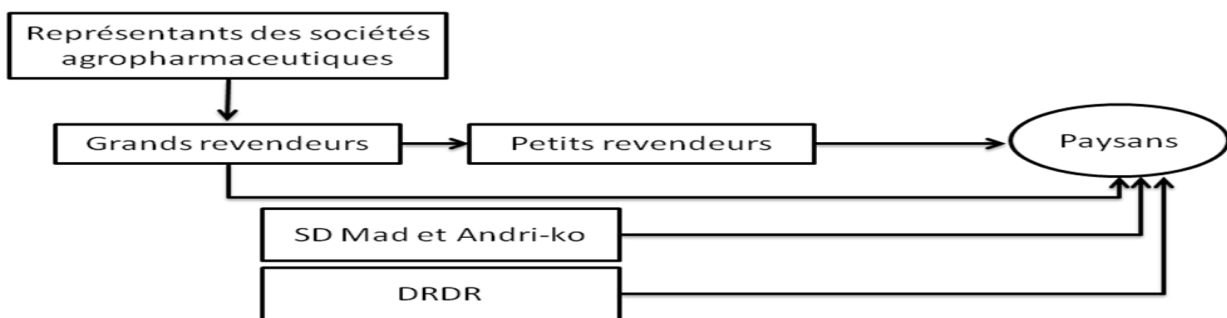 Représentants des sociétés
agropharmaceutiques
Grands revendeurs
Petits revendeurs
Paysans
SD Mad et Andri-ko
DRDR